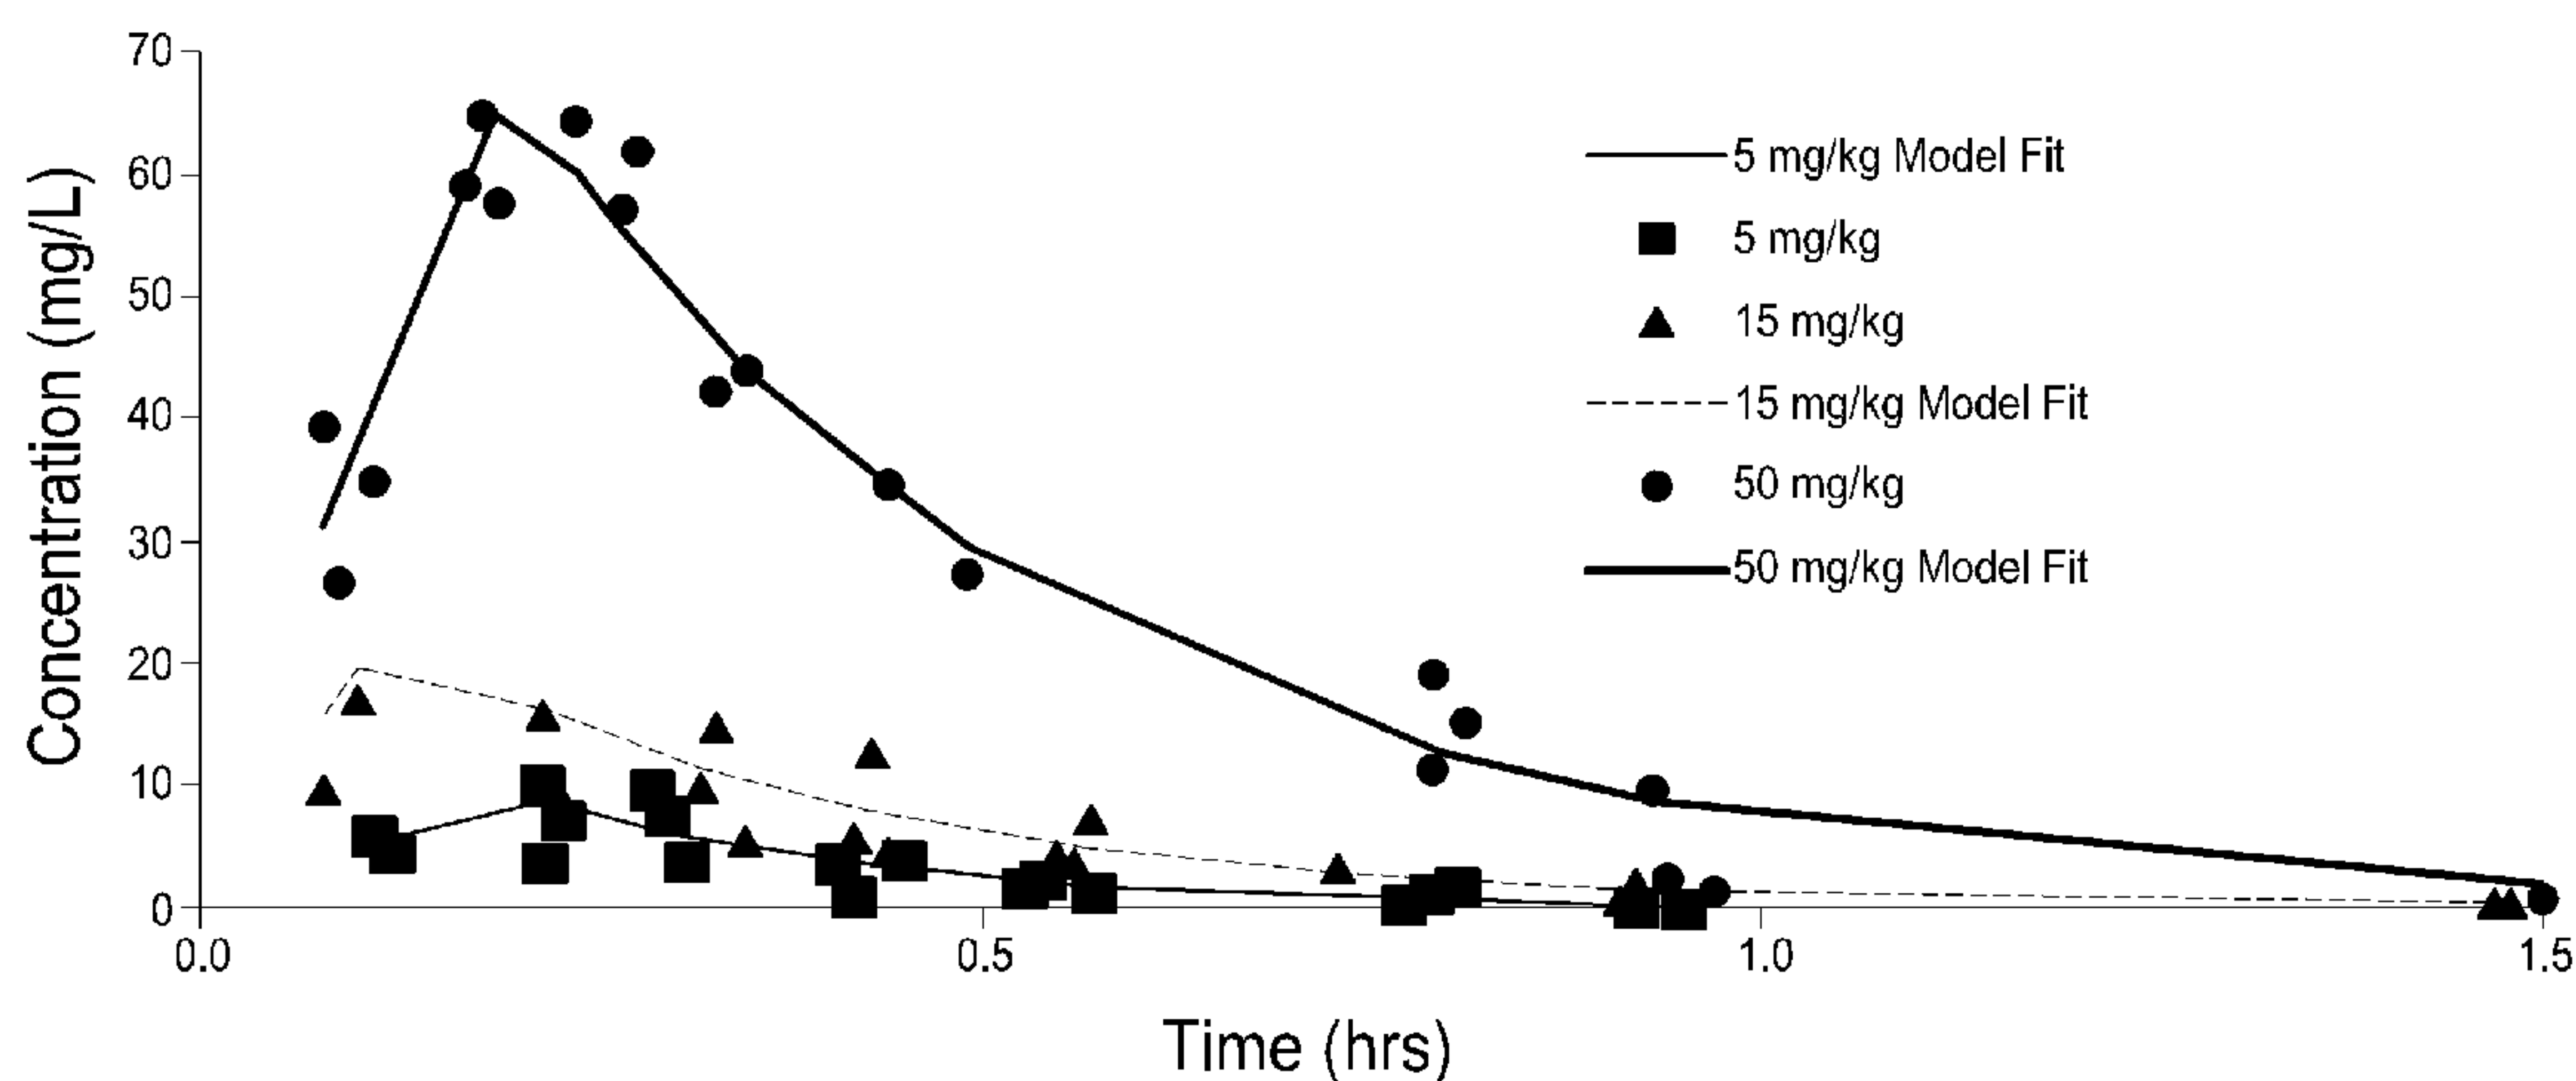 Concentration (mg/L)
70
60
50
40
30
20
10
0
0.0
0.5
1.0
1.5
Time (hrs)
5 mg/kg Model Fit
5 mg/kg
15 mg/kg
15 mg/kg Model Fit
50 mg/kg
50 mg/kg Model Fit